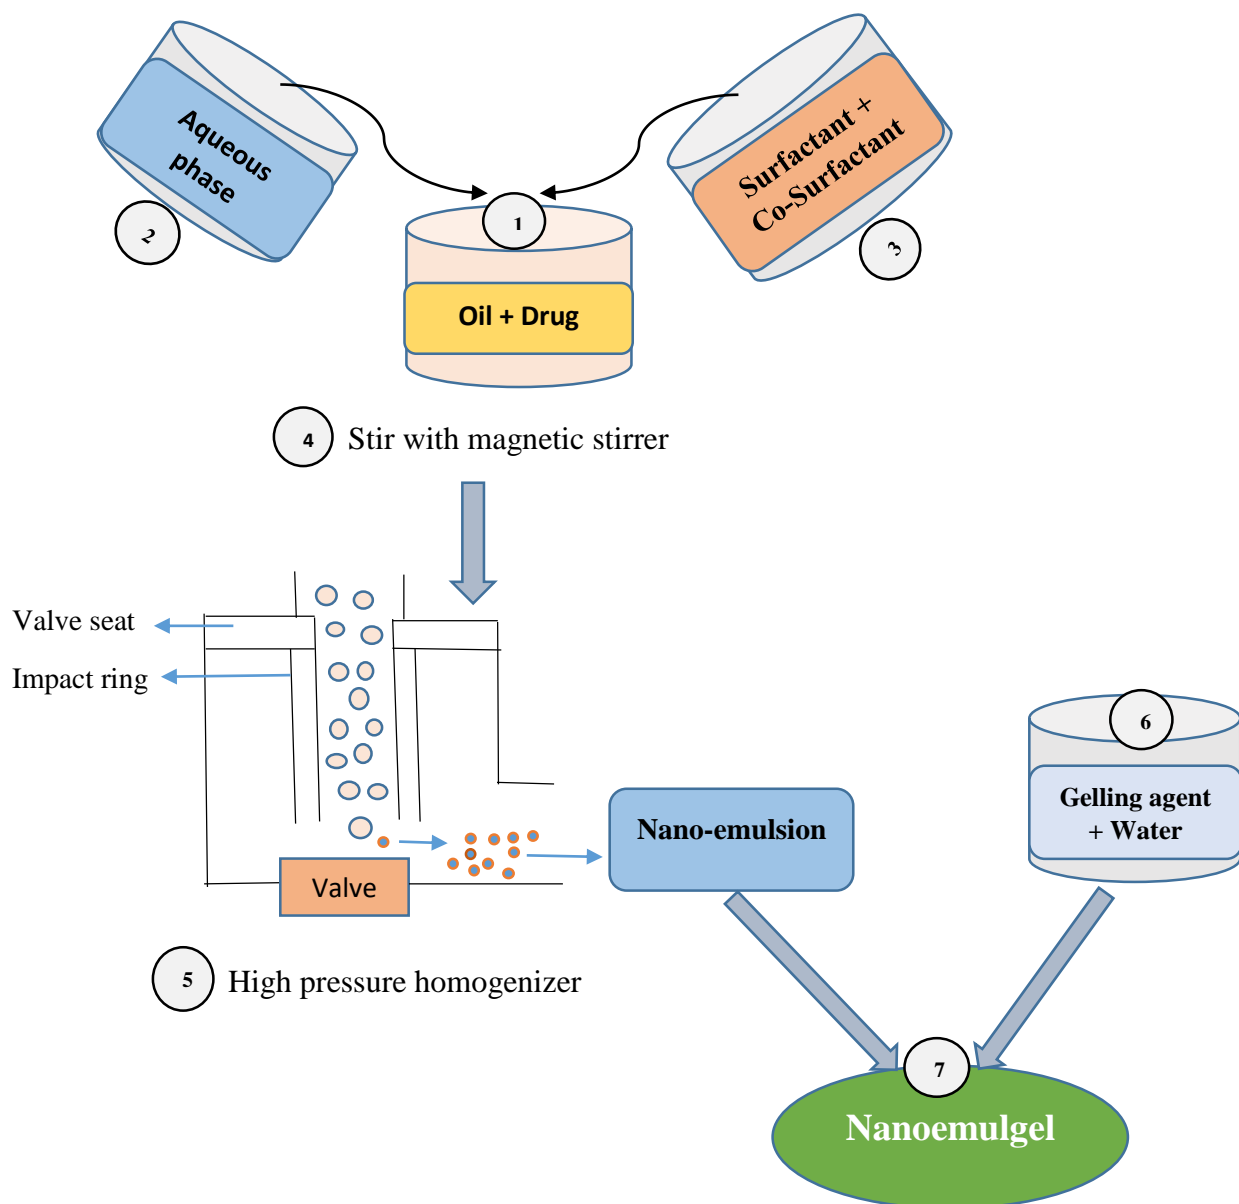 Aqueous
phase
2
Surfactant +
Co-Surfactant
3
1
Oil + Drug
4 Stir with magnetic stirrer
Valve seat
Impact ring
Valve
5 High pressure homogenizer
Nano-emulsion
6
Gelling agent
+ Water
7
Nanoemulgel